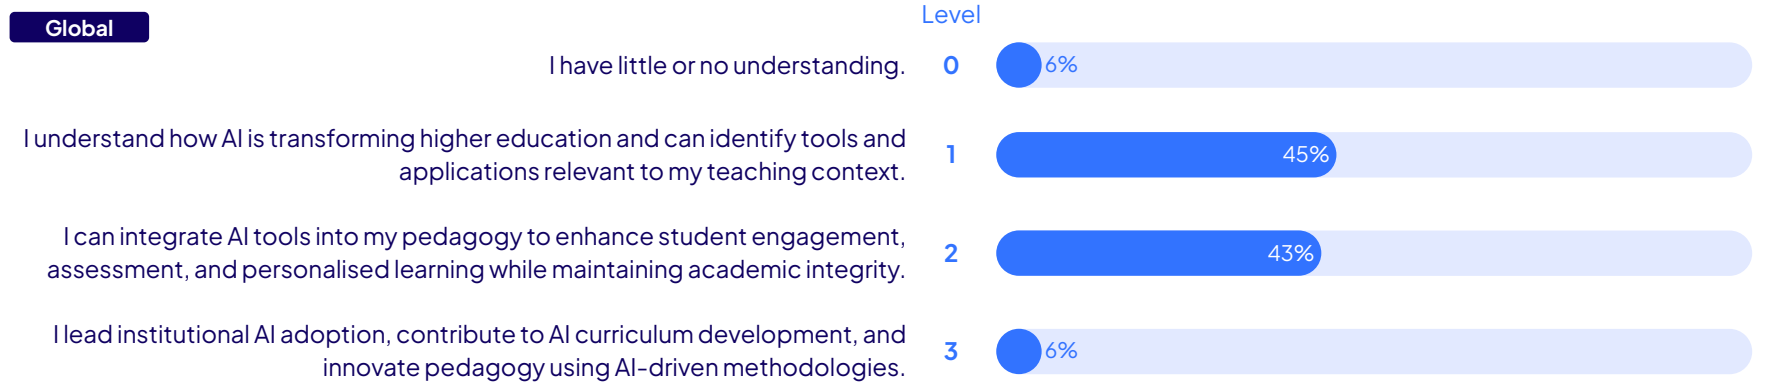 Global
Level
I have little or no understanding.
0
6%
I understand how AI is transforming higher education and can identify tools and
applications relevant to my teaching context.
1
45%
I can integrate AI tools into my pedagogy to enhance student engagement,
assessment, and personalised learning while maintaining academic integrity.
2
43%
I lead institutional AI adoption, contribute to AI curriculum development, and
innovate pedagogy using AI-driven methodologies.
3
6%